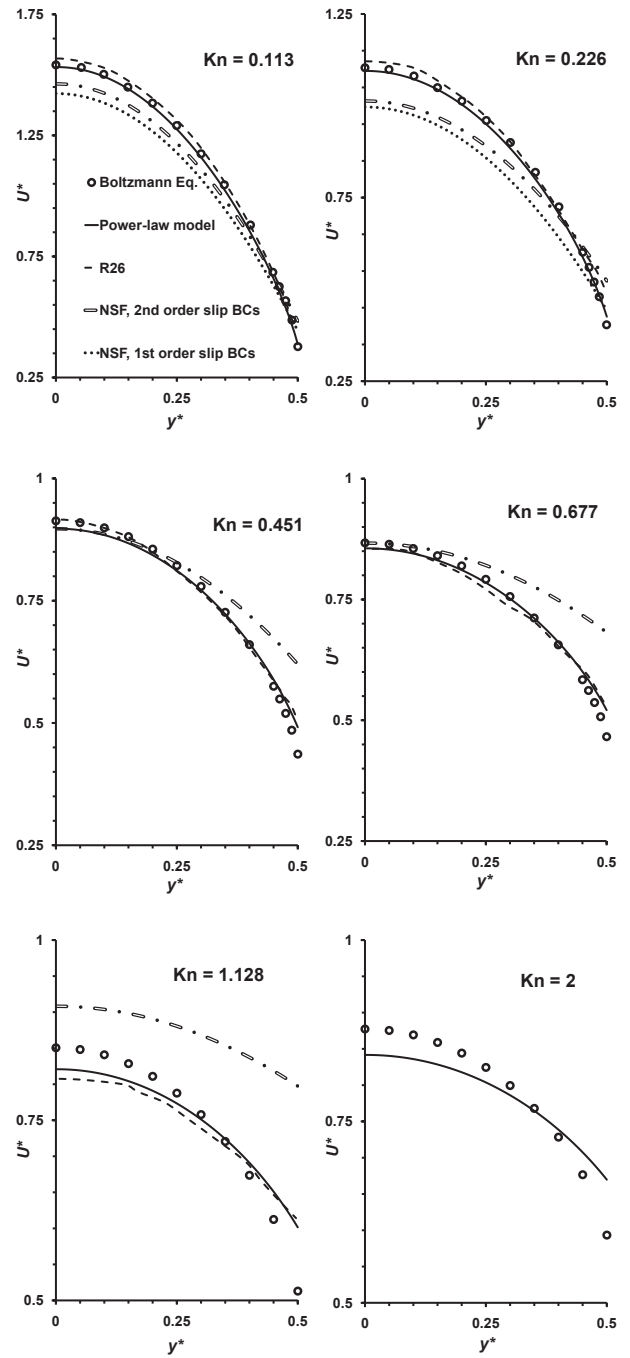 1.75
Kn = 0.113
1.25
U*
Boltzmann Eq.
Power-law model
R26
0.75
NSF, 2nd order slip BCs
NSF, 1st order slip BCs
0.25
0
0.25
0.5
y*
1.25
Kn = 0.226
0.75
U*
0.25
0
0.25
0.5
y*
1
Kn = 0.451
0.75
U*
0.5
0.25
0
0.25
0.5
y*
1
Kn = 0.677
0.75
U*
0.5
0.25
0
0.25
0.5
y*
1
Kn = 1.128
0.75
U*
0.5
0
0.25
0.5
y*
1
Kn = 2
0.75
U*
0.5
0
0.25
0.5
y*